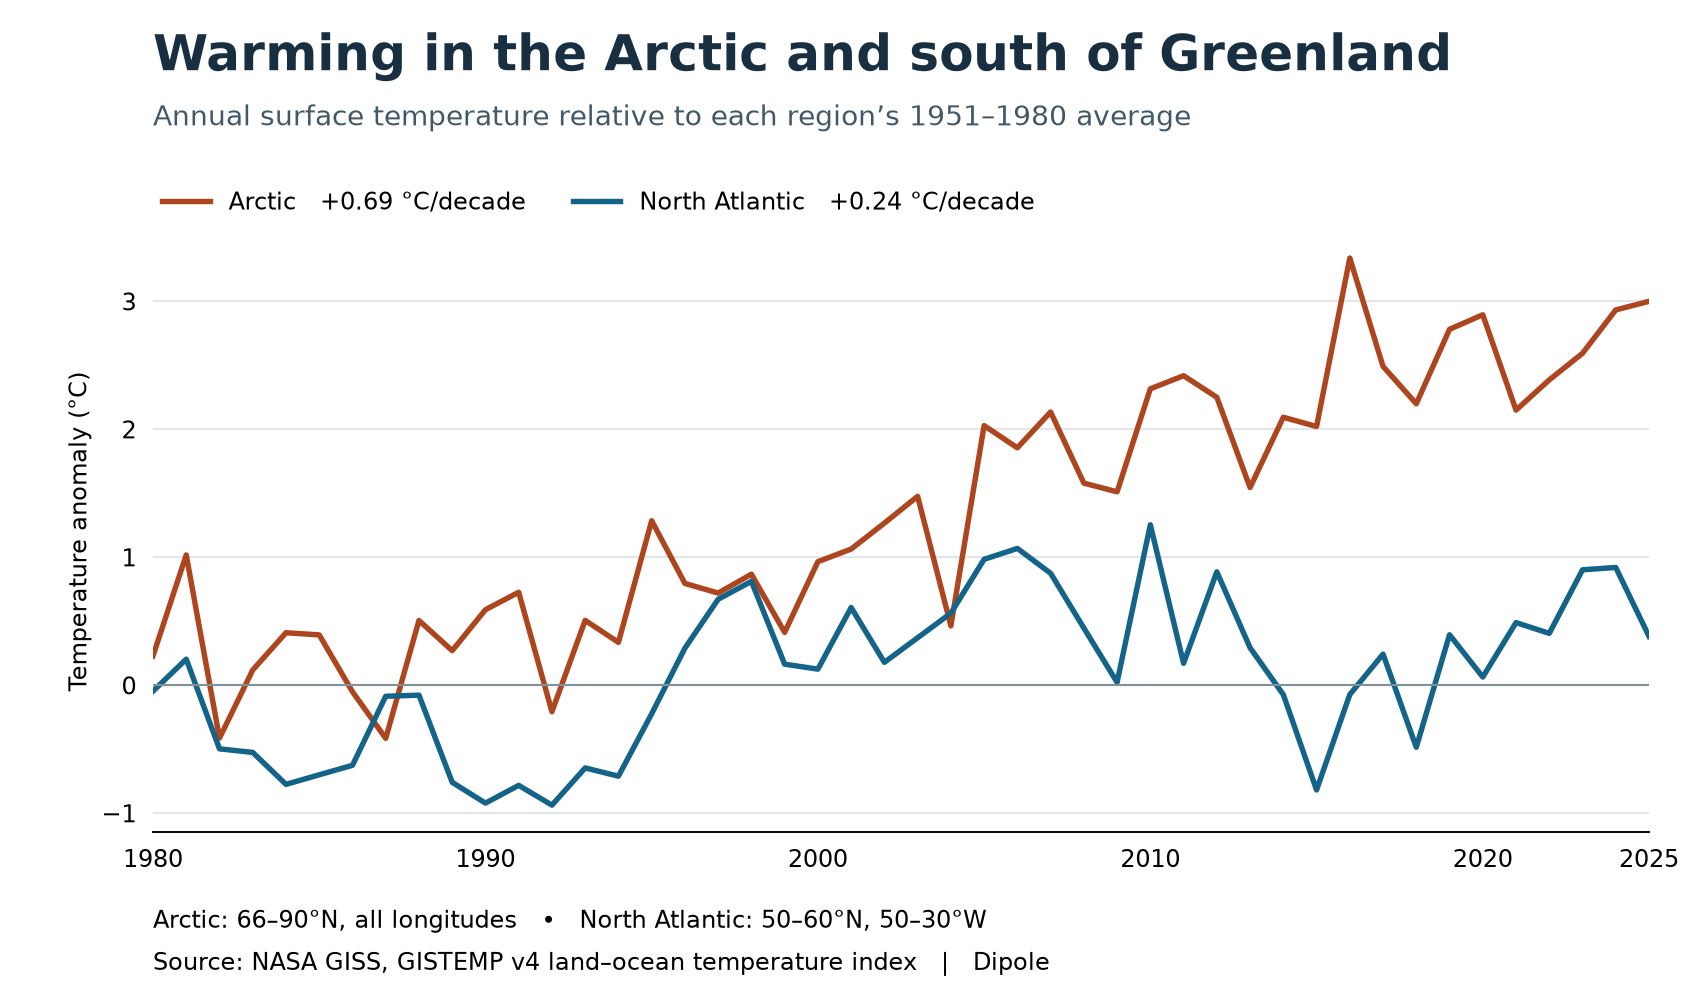 Warming in the Arctic and south of Greenland
Annual surface temperature relative to each region’s 1951–1980 average
Arctic +0.69 °C/decade North Atlantic +0.24 °C/decade
Temperature anomaly (°C)
3
2
1
0
−1
1980 1990 2000 2010 2020 2025
Arctic: 66–90°N, all longitudes • North Atlantic: 50–60°N, 50–30°W
Source: NASA GISS, GISTEMP v4 land–ocean temperature index | Dipole